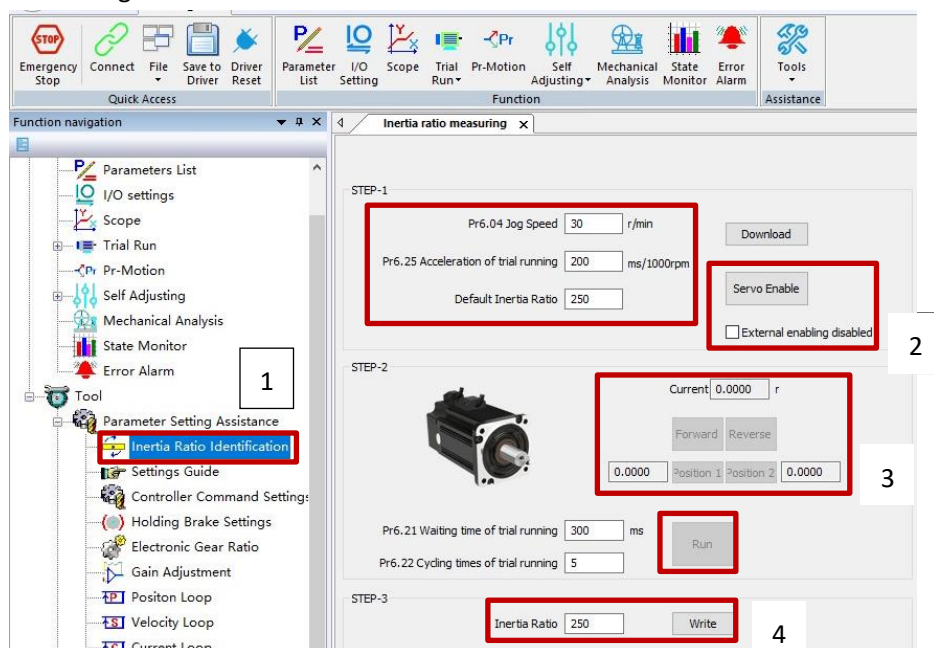 STOP
Emergency Stop
Connect
File
Save to Driver
Driver Reset
Parameter List
I/O Setting
Scope
Trial Run
Pr-Motion
Self Adjusting
Mechanical Analysis
State Monitor
Error Alarm
Tools
Quick Access
Function
Assistance
Function navigation
Parameters List
I/O settings
Scope
Trial Run
Pr-Motion
Self Adjusting
Mechanical Analysis
State Monitor
Error Alarm
1
Tool
Parameter Setting Assistance
Inertia Ratio Identification
Settings Guide
Controller Command Settings
Holding Brake Settings
Electronic Gear Ratio
Gain Adjustment
Positon Loop
Velocity Loop
Current Loop
Inertia ratio measuring x
STEP-1
Pr6.04 Jog Speed 30 r/min
Pr6.25 Acceleration of trial running 200 ms/1000rpm
Default Inertia Ratio 250
Download
Servo Enable
External enabling disabled
2
STEP-2
Current 0.0000 r
Forward Reverse
0.0000 Position 1 Position 2 0.0000
3
Pr6.21 Waiting time of trial running 300 ms
Pr6.22 Cycling times of trial running 5
Run
STEP-3
Inertia Ratio 250 Write
4